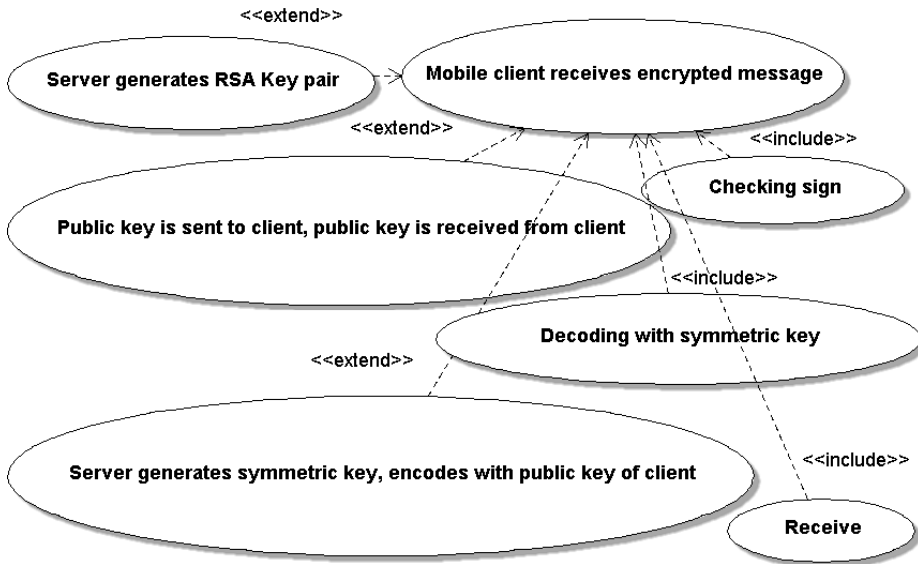 <<extend>>
Server generates RSA Key pair
Mobile client receives encrypted message
<<extend>>
<<include>>
Checking sign
Public key is sent to client, public key is received from client
<<include>>
Decoding with symmetric key
<<extend>>
<<include>>
Server generates symmetric key, encodes with public key of client
Receive